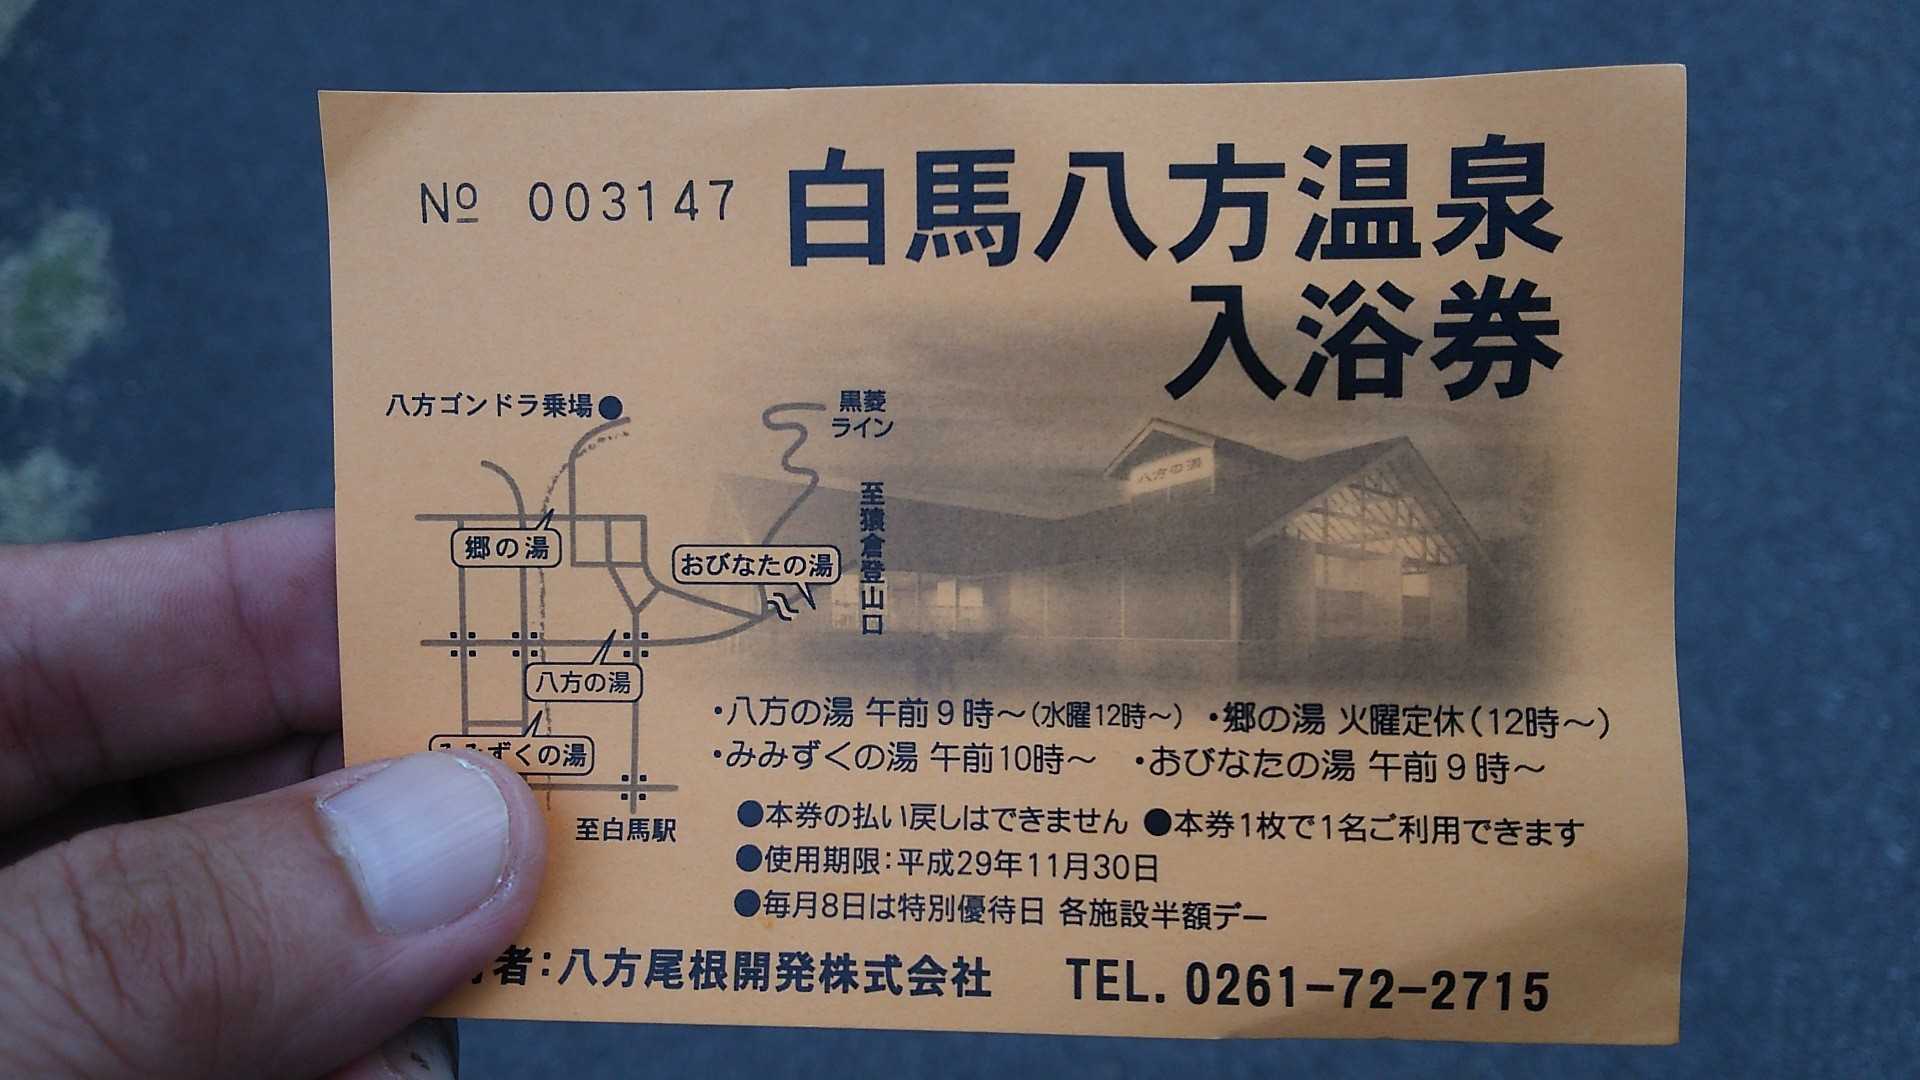 No 003147
白馬八方温泉
入浴券
八方ゴンドラ乗場●
黒菱
ライン
至猿倉登山口
八方の湯
郷の湯
おびなたの湯
八方の湯
みみずくの湯
至白馬駅
・八方の湯 午前9時～(水曜12時～) ・郷の湯 火曜定休(12時～)
・みみずくの湯 午前10時～ ・おびなたの湯 午前9時～
●本券の払い戻しはできません ●本券1枚で1名ご利用できます
●使用期限:平成29年11月30日
●毎月8日は特別優待日 各施設半額デー
者:八方尾根開発株式会社 TEL. 0261-72-2715